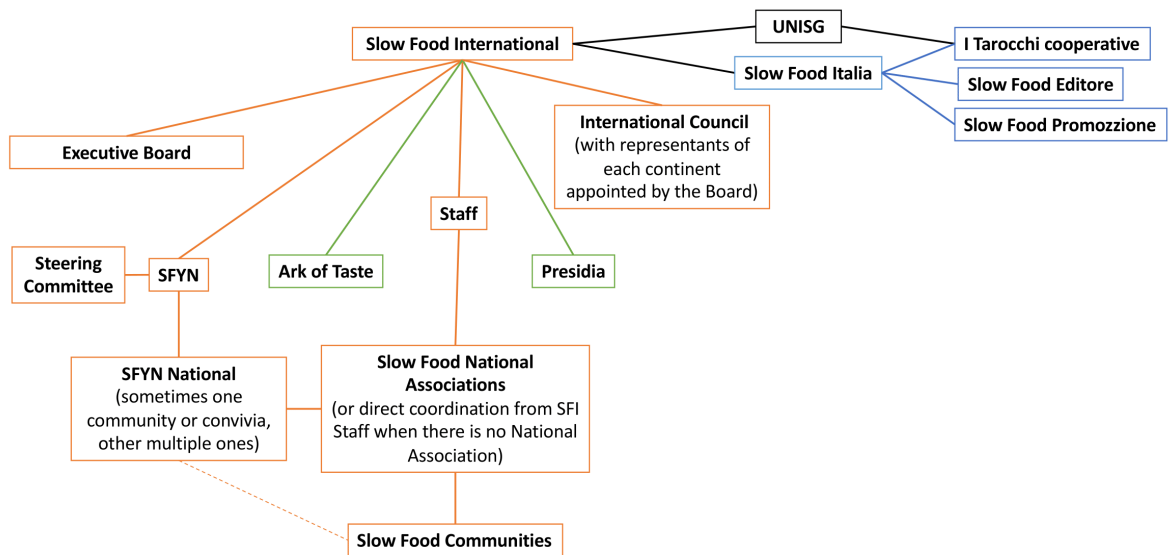 UNISG
Slow Food International
I Tarocchi cooperative
Slow Food Italia
Slow Food Editore
Slow Food Promozzione
International Council
(with representants of
each continent
appointed by the Board)
Executive Board
Staff
Steering
Committee
SFYN
Ark of Taste
Presidia
SFYN National
(sometimes one
community or convivia,
other multiple ones)
Slow Food National
Associations
(or direct coordination from SFI
Staff when there is no National
Association)
Slow Food Communities